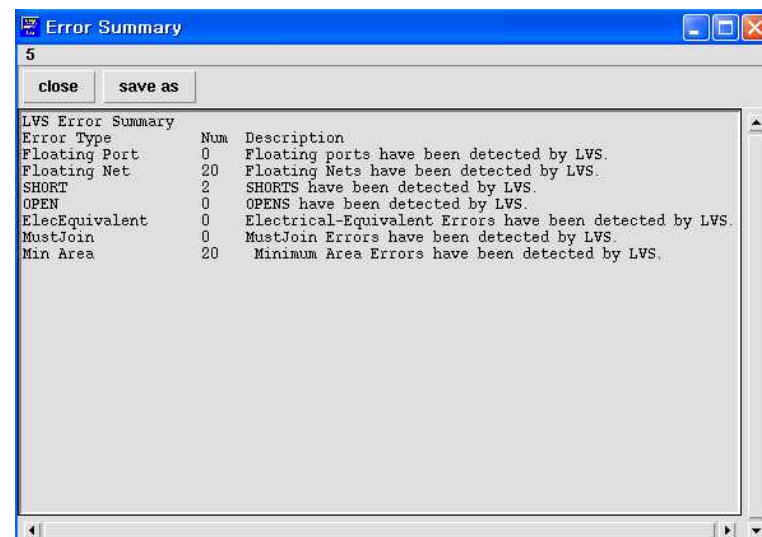 Error Summary
5
close save as
LVS Error Summary
Error Type Num Description
Floating Port 0 Floating ports have been detected by LVS.
Floating Net 20 Floating Nets have been detected by LVS.
SHORT 2 SHORTS have been detected by LVS.
OPEN 0 OPENS have been detected by LVS.
ElecEquivalent 0 Electrical-Equivalent Errors have been detected by LVS.
MustJoin 0 MustJoin Errors have been detected by LVS.
Min Area 20 Minimum Area Errors have been detected by LVS.